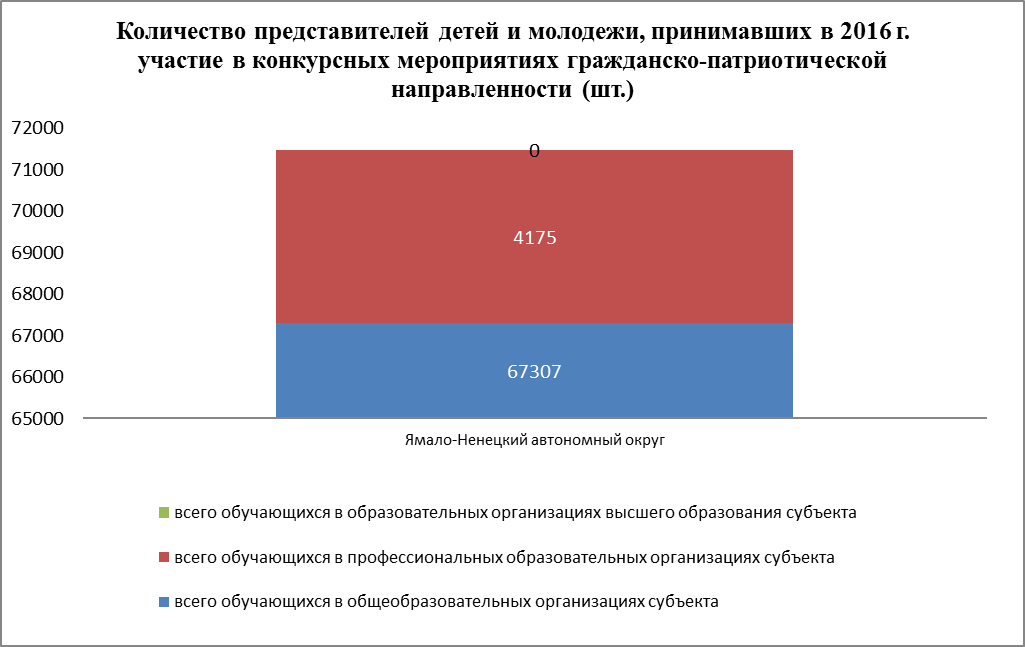 Количество представителей детей и молодежи, принимавших в 2016 г.
участие в конкурсных мероприятиях гражданско-патриотической
направленности (шт.)
72000
71000
70000
69000
68000
67000
66000
65000
0
4175
67307
Ямало-Ненецкий автономный округ
всего обучающихся в образовательных организациях высшего образования субъекта
всего обучающихся в профессиональных образовательных организациях субъекта
всего обучающихся в общеобразовательных организациях субъекта